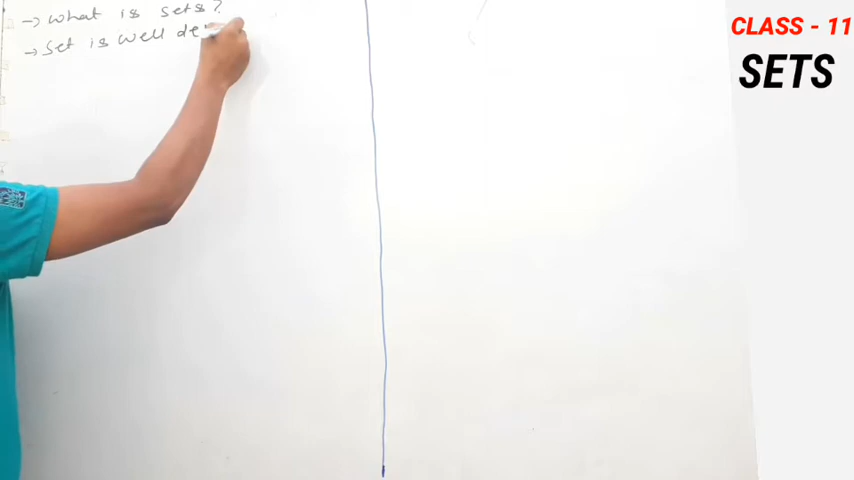 → what is sets?
→ Set is well de
CLASS - 11
SETS